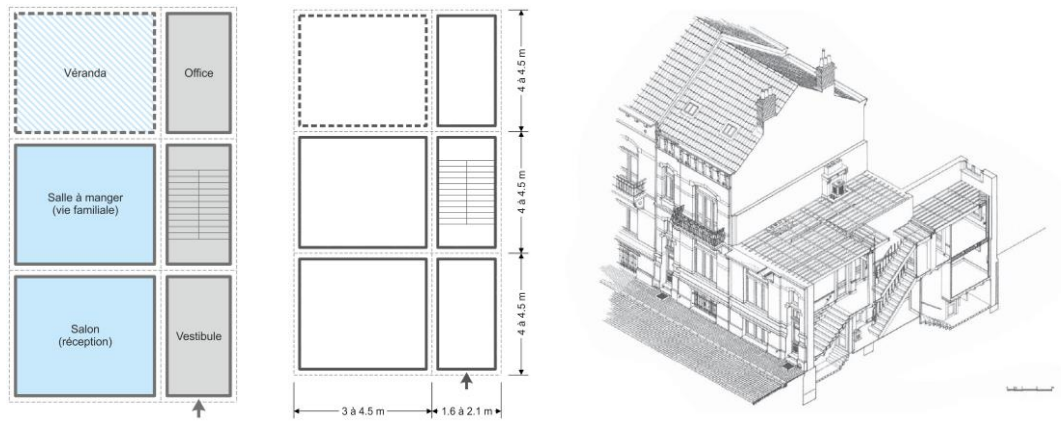 Véranda
Office
Salle à manger
(vie familiale)
Salon
(réception)
Vestibule
4 à 4.5 m
4 à 4.5 m
4 à 4.5 m
3 à 4.5 m
1.6 à 2.1 m